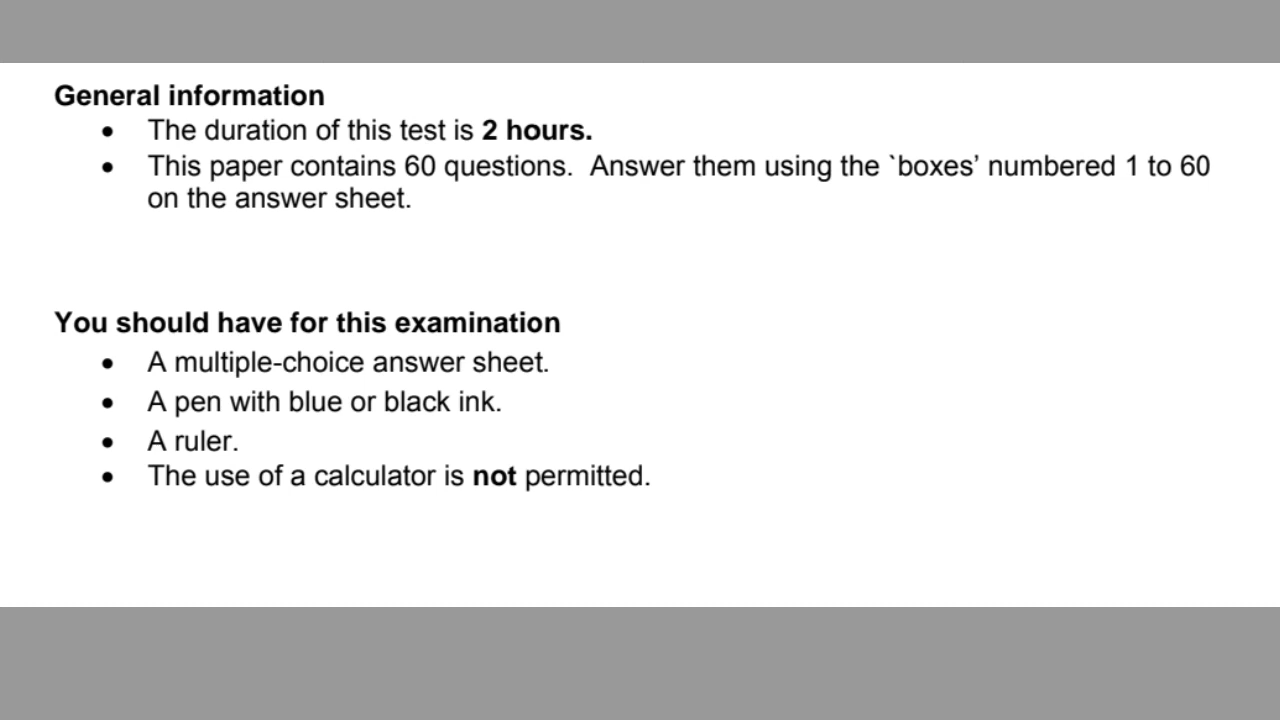 General information
• The duration of this test is 2 hours.
• This paper contains 60 questions.  Answer them using the `boxes’ numbered 1 to 60
on the answer sheet.
You should have for this examination
• A multiple-choice answer sheet.
• A pen with blue or black ink.
• A ruler.
• The use of a calculator is not permitted.